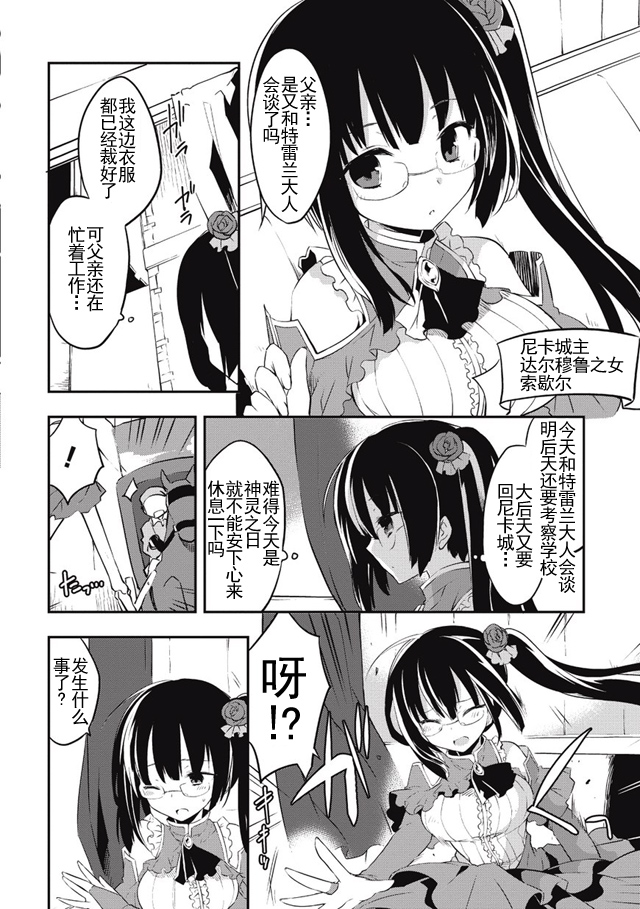 父亲…
是又和特雷兰大人
会谈了吗
我这边衣服
都已经裁好了
可父亲还在
忙着工作…
尼卡城主
达尔穆鲁之女
索歇尔
今天和特雷兰大人会谈
明后天还要考察学校
大后天又要
回尼卡城…
难得今天是
神灵之日
就不能安下心来
休息一下吗
！
たっ…
呀
!?
ガタッ
发生什么
事了?